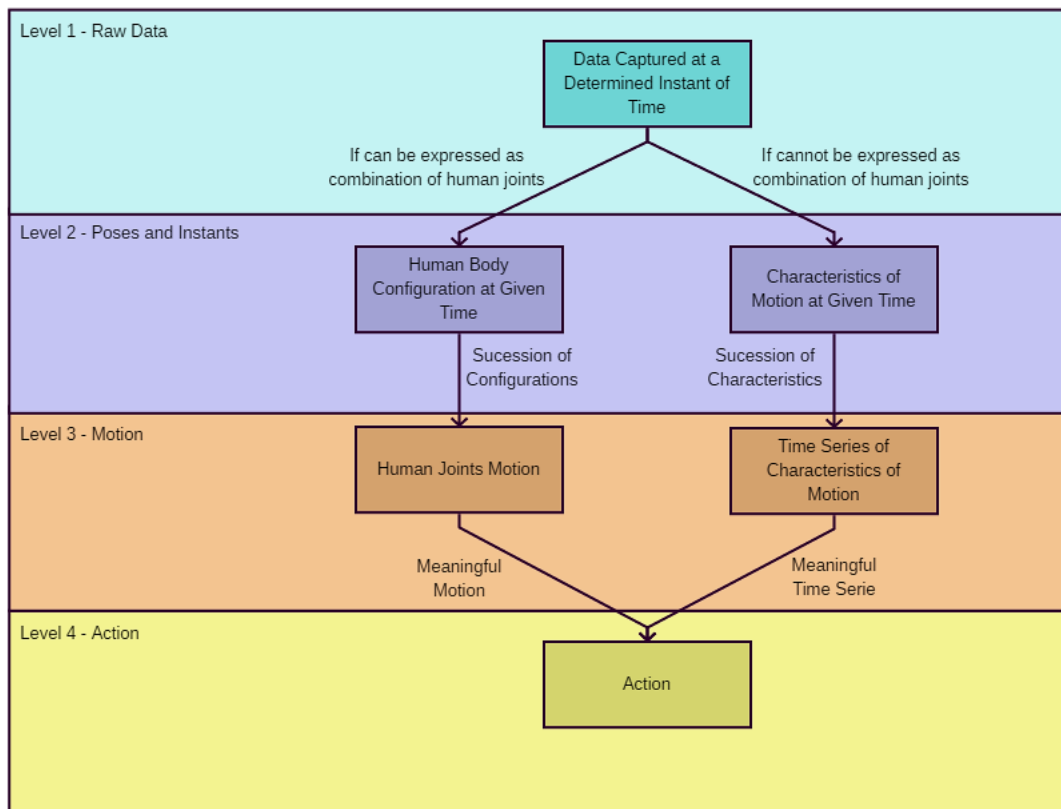 Level 1 - Raw Data
Data Captured at a
Determined Instant of
Time
If can be expressed as
combination of human joints
If cannot be expressed as
combination of human joints
Level 2 - Poses and Instants
Human Body
Configuration at Given
Time
Characteristics of
Motion at Given Time
Sucession of
Configurations
Sucession of
Characteristics
Level 3 - Motion
Human Joints Motion
Time Series of
Characteristics of
Motion
Meaningful
Motion
Meaningful
Time Serie
Level 4 - Action
Action